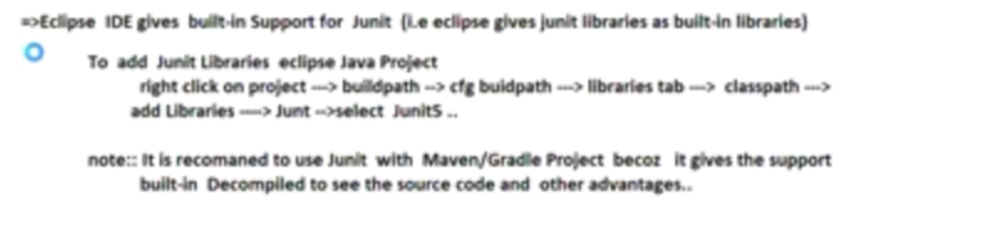 =>Eclipse IDE gives built-in Support for Junit (i.e eclipse gives junit libraries as built-in libraries)
To add Junit Libraries eclipse Java Project
right click on project ---> buildpath --> cfg buidpath ---> libraries tab ---> classpath --->
add Libraries ----> Junt -->select Junit5 ..
note:: It is recomaned to use Junit with Maven/Gradle Project becoz it gives the support
built-in Decompiled to see the source code and other advantages..